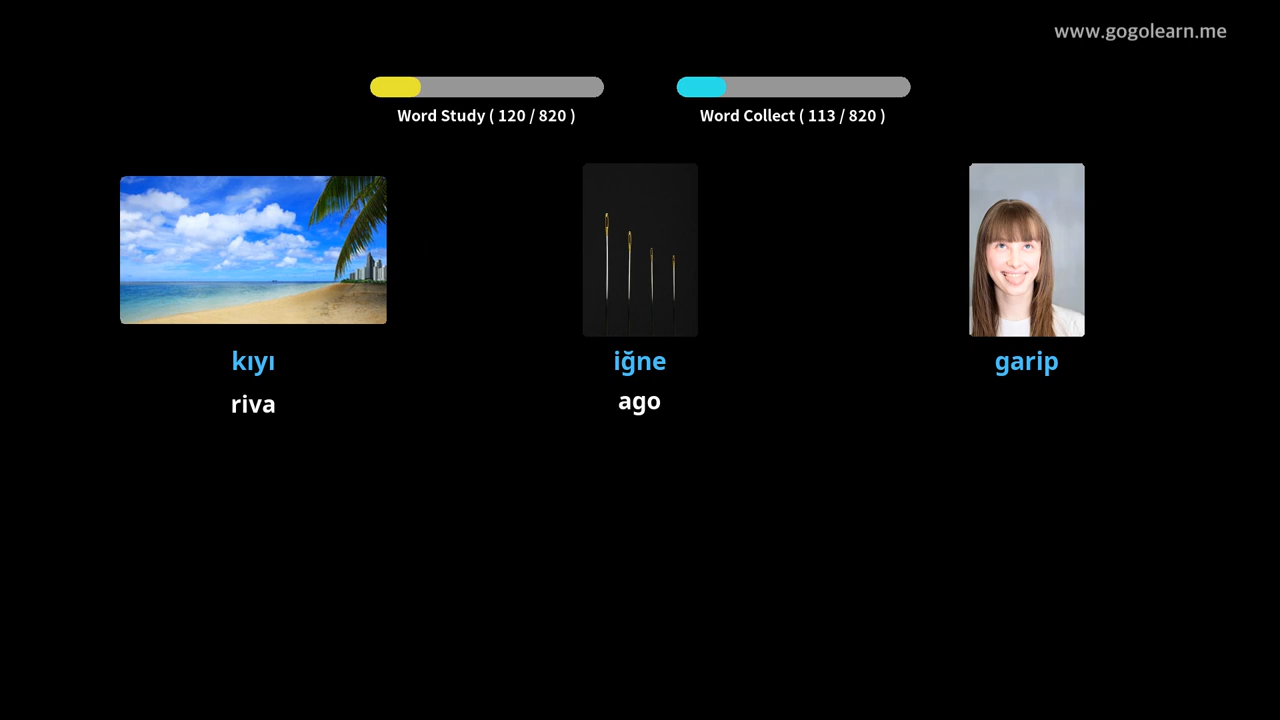 www.gogolearn.me
Word Study ( 120 / 820 )
Word Collect ( 113 / 820 )
kıyı
riva
iğne
ago
garip